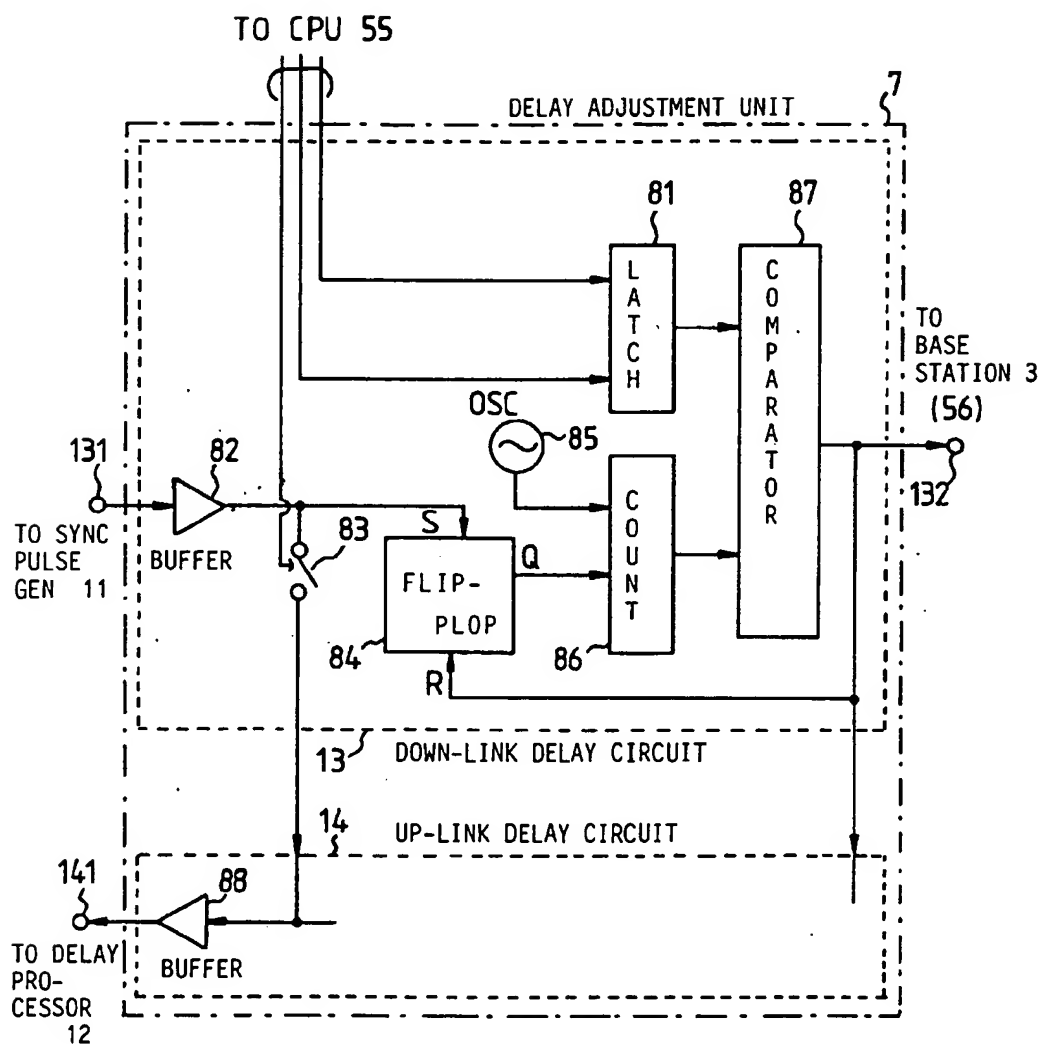 TO CPU 55
7
DELAY ADJUSTMENT UNIT
81
87
LATCH
COMPARATOR
TO
BASE
STATION 3
(56)
132
OSC
85
131
82
TO SYNC
PULSE
GEN 11
BUFFER
83
S
Q
FLIP-
PLOP
84
R
COUNT
86
13
DOWN-LINK DELAY CIRCUIT
14
UP-LINK DELAY CIRCUIT
141
88
TO DELAY
PRO-
CESSOR
12
BUFFER